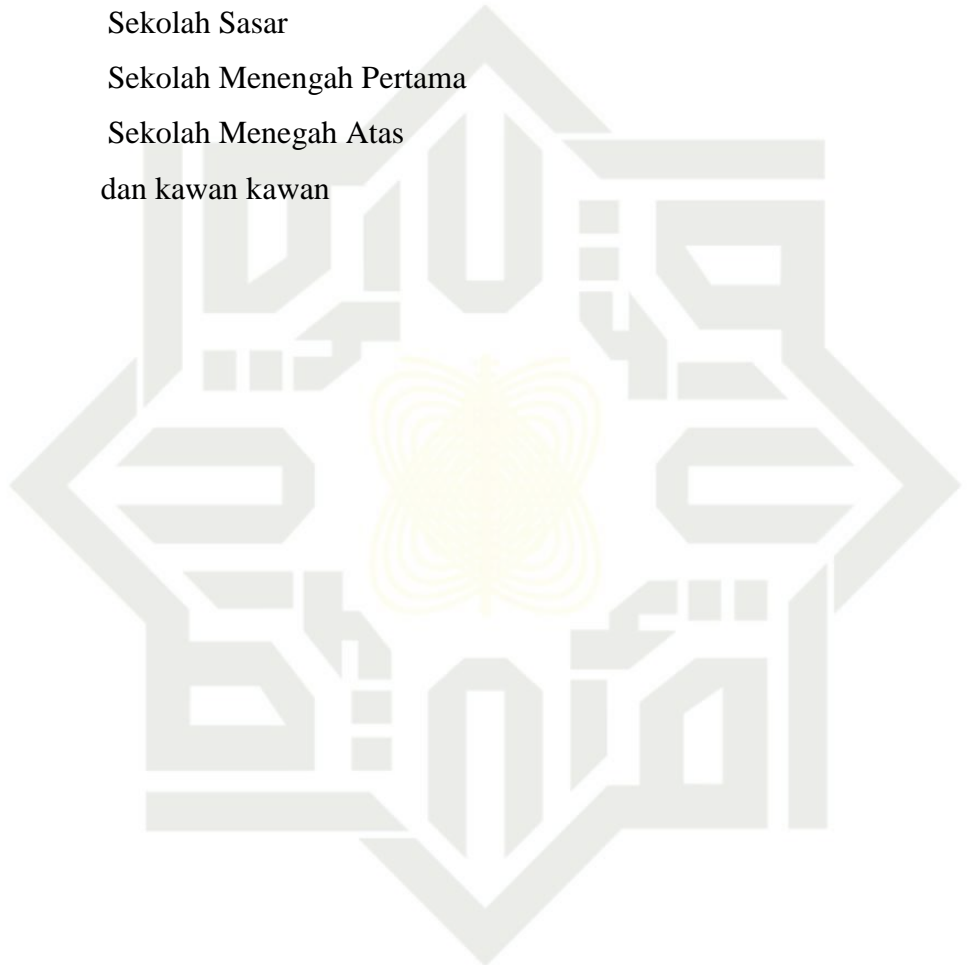 Sekolah Sasar
Sekolah Menengah Pertama
Sekolah Menegah Atas
dan kawan kawan